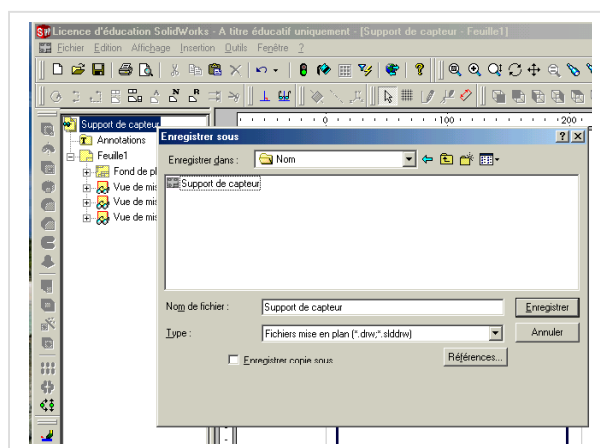 SW Licence d'éducation SolidWorks - A titre éducatif uniquement - [Support de capteur - Feuille1]
Fichier Edition Affichage Insertion Outils Fenêtre ?
100 200
Support de capteur
Annotations
Feuille1
Fond de pl
Vue de mis
Vue de mis
Vue de mis
Enregistrer sous
Enregistrer dans :
Nom
Support de capteur
Nom de fichier :
Support de capteur
Enregistrer
Type :
Fichiers mise en plan (*.drw;*.slddrw)
Annuler
Enregistrer copie sous
Références...